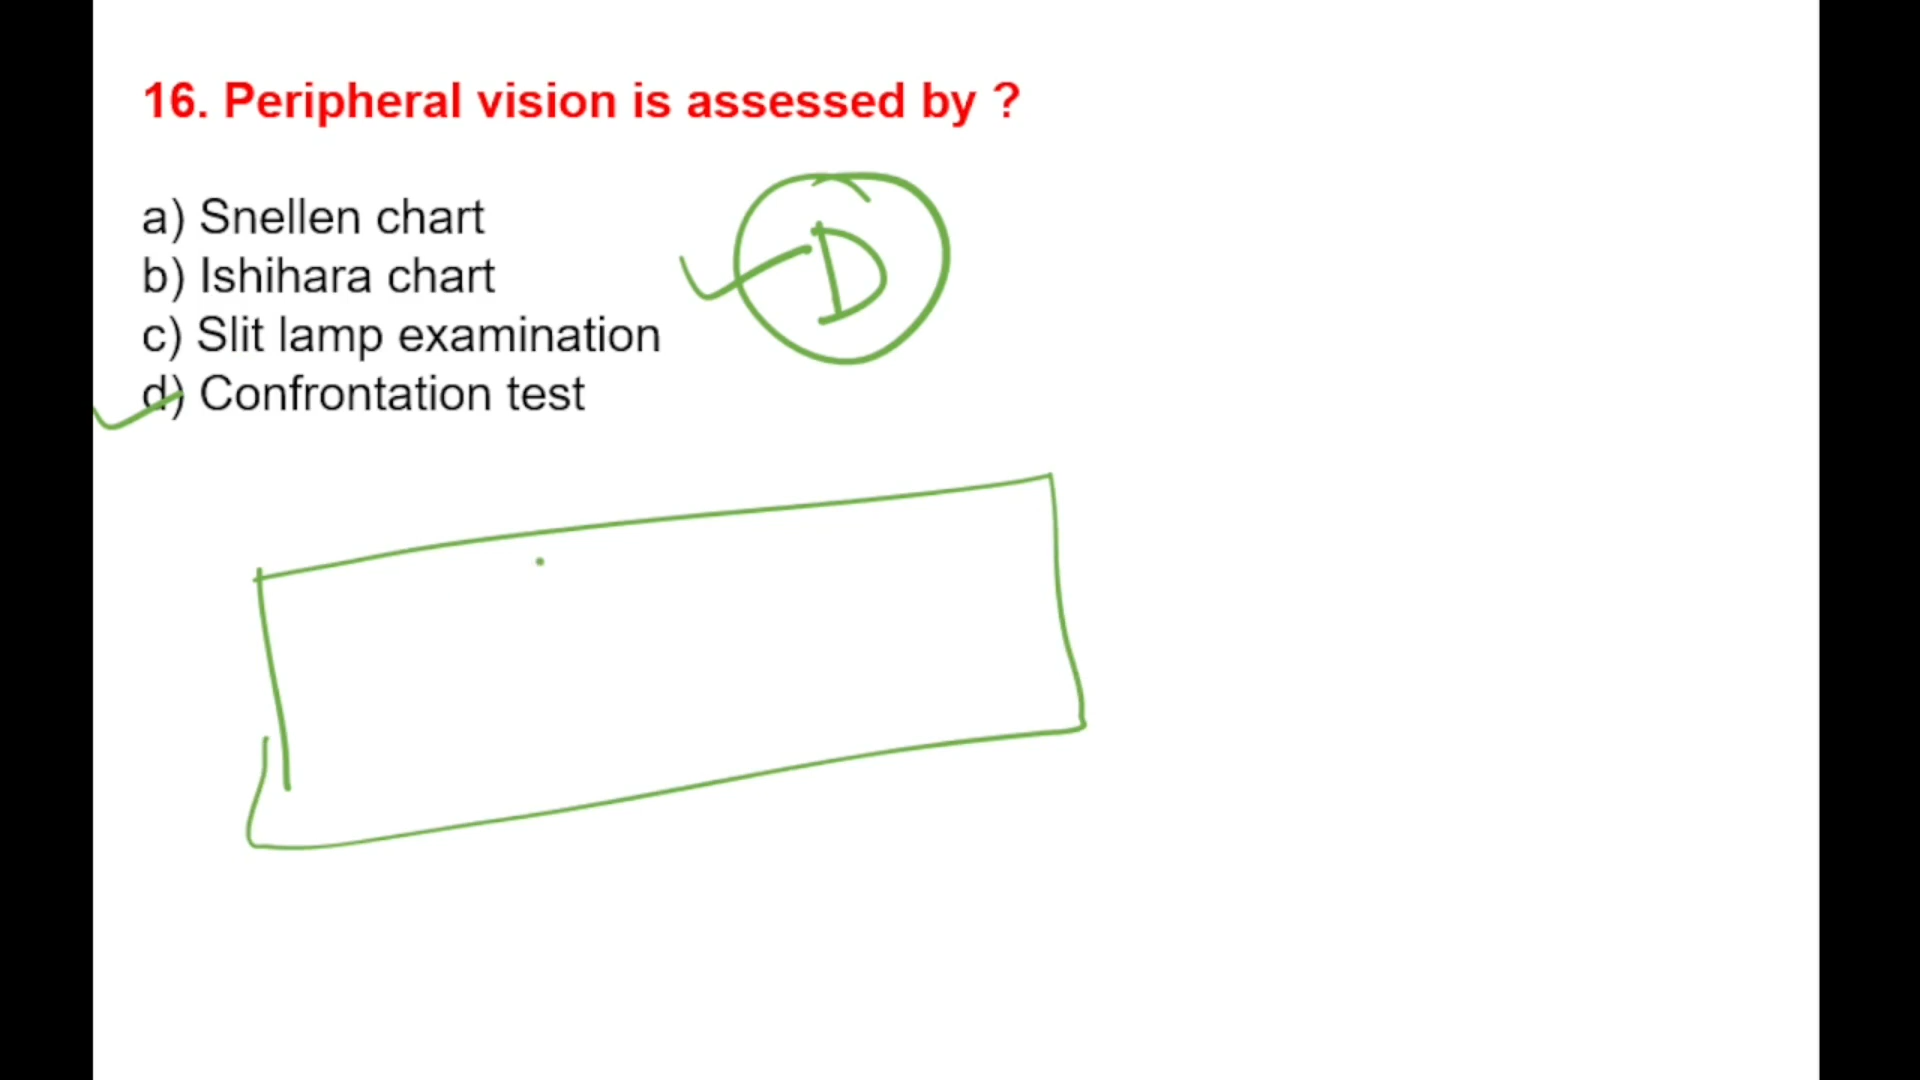 16. Peripheral vision is assessed by ?
a) Snellen chart
b) Ishihara chart
c) Slit lamp examination
d) Confrontation test
D